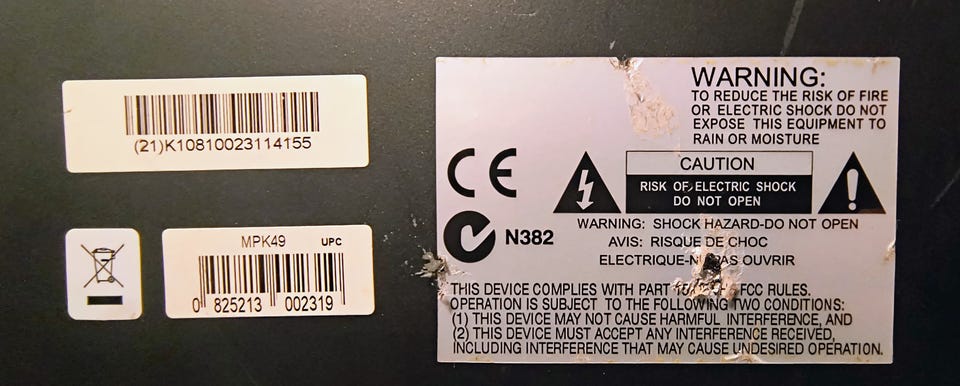 (21)K10810023114155
MPK49 UPC
0 825213 002319
WARNING:
TO REDUCE THE RISK OF FIRE
OR ELECTRIC SHOCK DO NOT
EXPOSE THIS EQUIPMENT TO
RAIN OR MOISTURE
CE
CAUTION
RISK OF ELECTRIC SHOCK
DO NOT OPEN
N382
WARNING: SHOCK HAZARD-DO NOT OPEN
AVIS: RISQUE DE CHOC
ELECTRIQUE-N PAS OUVRIR
THIS DEVICE COMPLIES WITH PART FCC RULES.
OPERATION IS SUBJECT TO THE FOLLOWING TWO CONDITIONS:
(1) THIS DEVICE MAY NOT CAUSE HARMFUL INTERFERENCE, AND
(2) THIS DEVICE MUST ACCEPT ANY INTERFERENCE RECEIVED,
INCLUDING INTERFERENCE THAT MAY CAUSE UNDESIRED OPERATION.